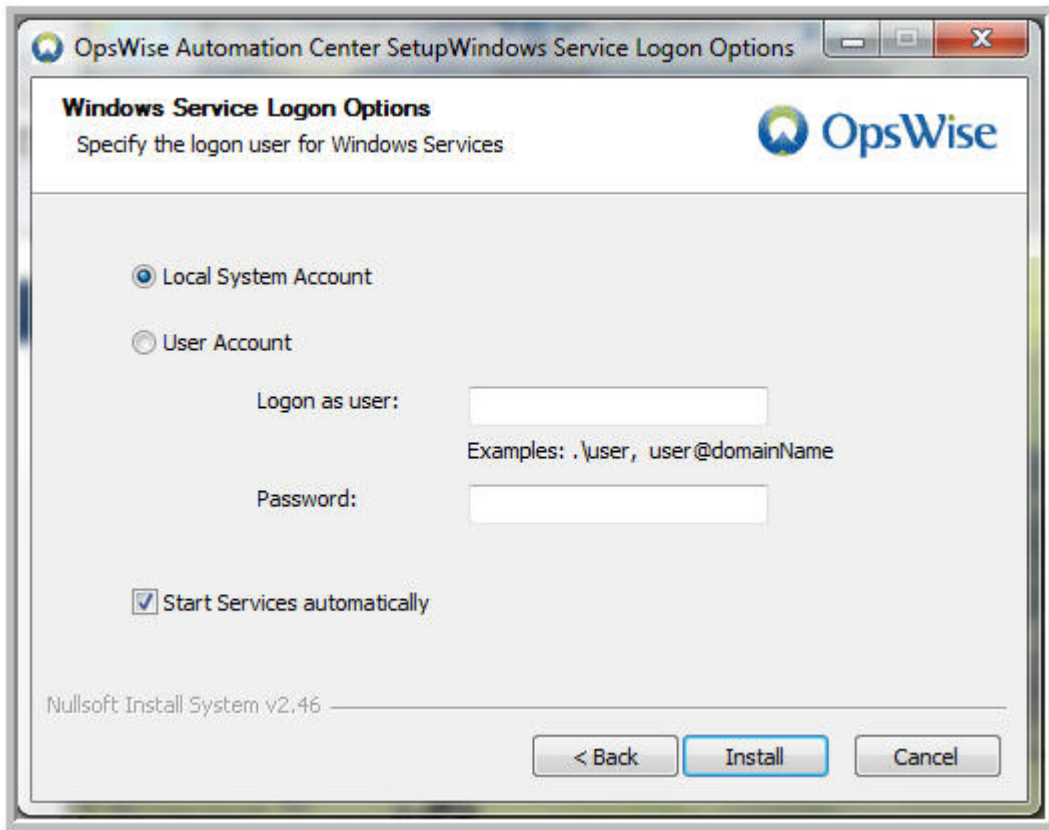 OpsWise Automation Center SetupWindows Service Logon Options
Windows Service Logon Options
Specify the logon user for Windows Services
OpsWise
Local System Account
User Account
Logon as user:
Examples: .\user, user@domainName
Password:
Start Services automatically
Nullsoft Install System v2.46
< Back Install Cancel